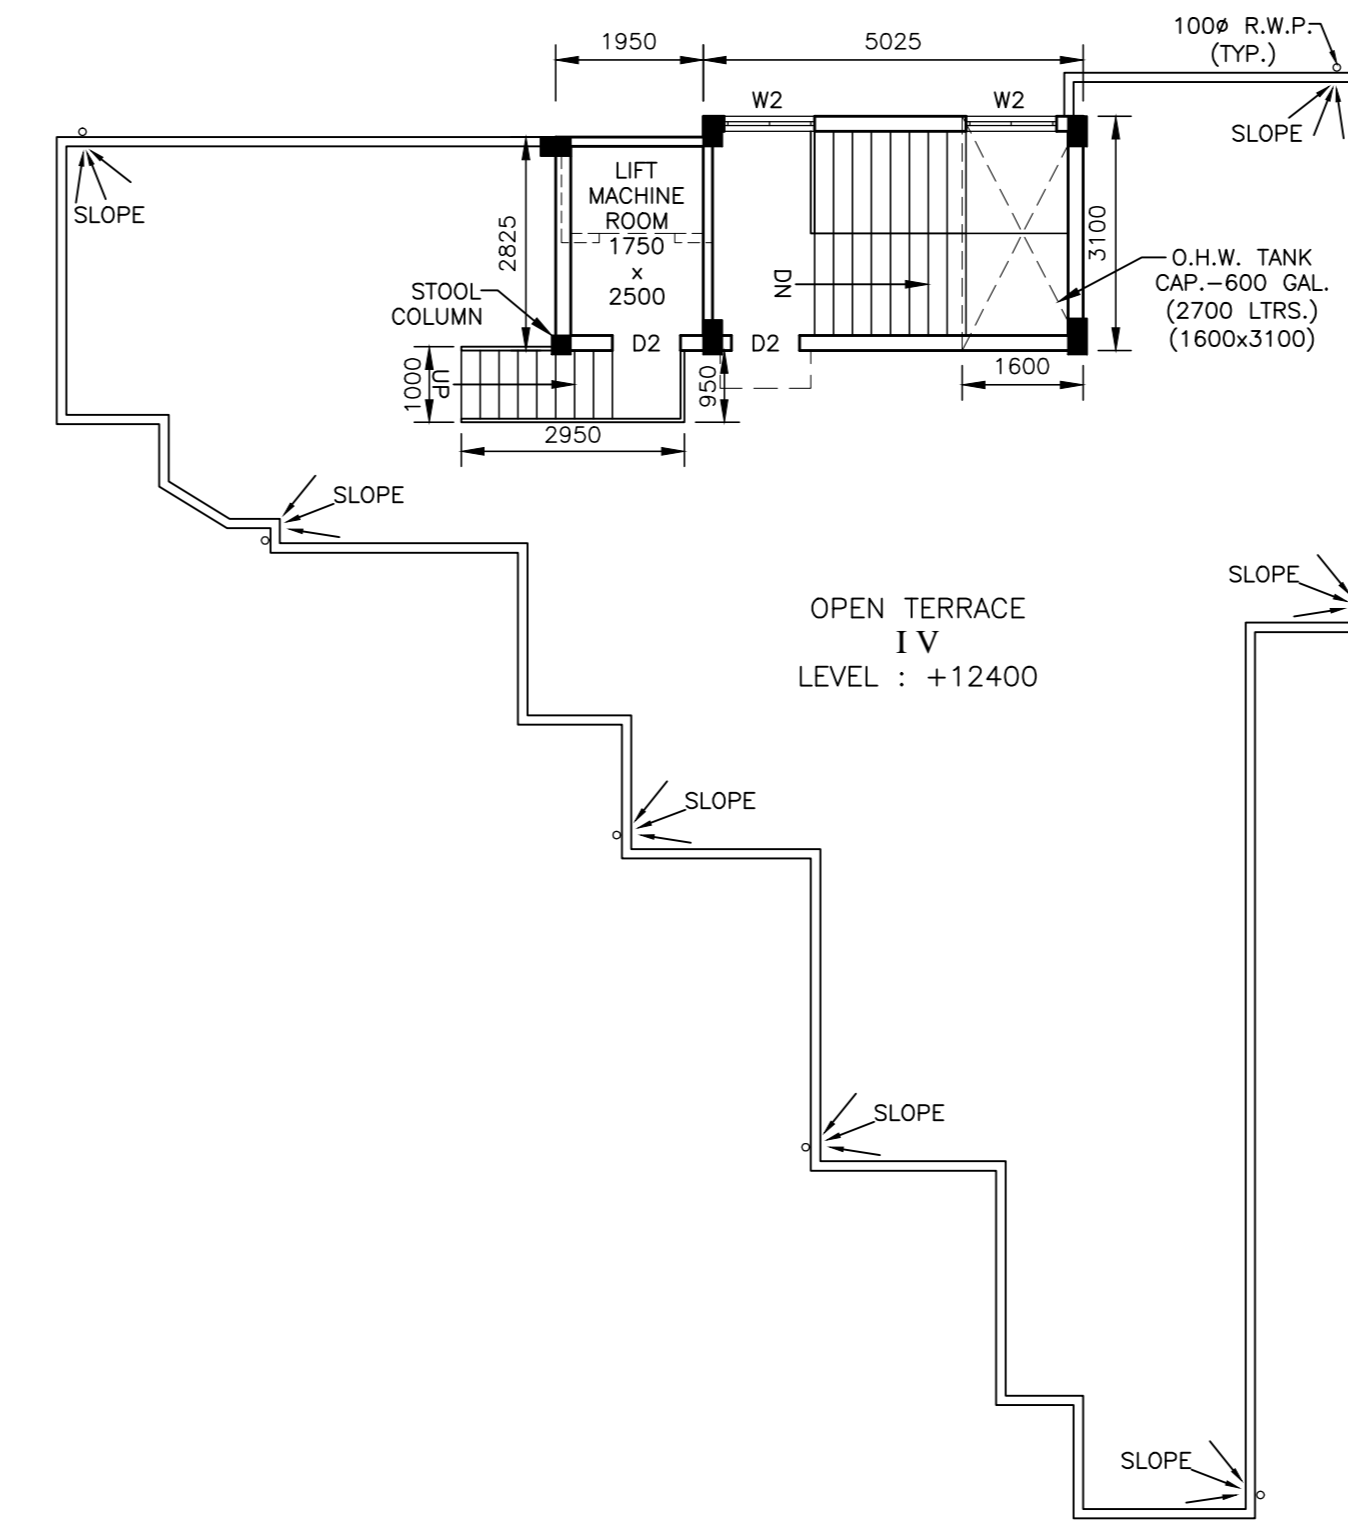 100ø R.W.P.
(TYP.)
1950
5025
W2
W2
SLOPE
SLOPE
LIFT
MACHINE
ROOM
1750
x
2500
2825
3100
DN
O.H.W. TANK
CAP.-600 GAL.
(2700 LTRS.)
(1600x3100)
STOOL
COLUMN
D2
D2
1000
UP
950
1600
2950
SLOPE
SLOPE
OPEN TERRACE
IV
LEVEL : +12400
SLOPE
SLOPE
SLOPE